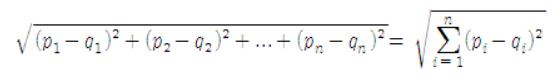 √((p₁ − q₁)² + (p₂ − q₂)² + ... + (pₙ − qₙ)²) = √(∑ᵢ₌₁ⁿ (pᵢ − qᵢ)²)